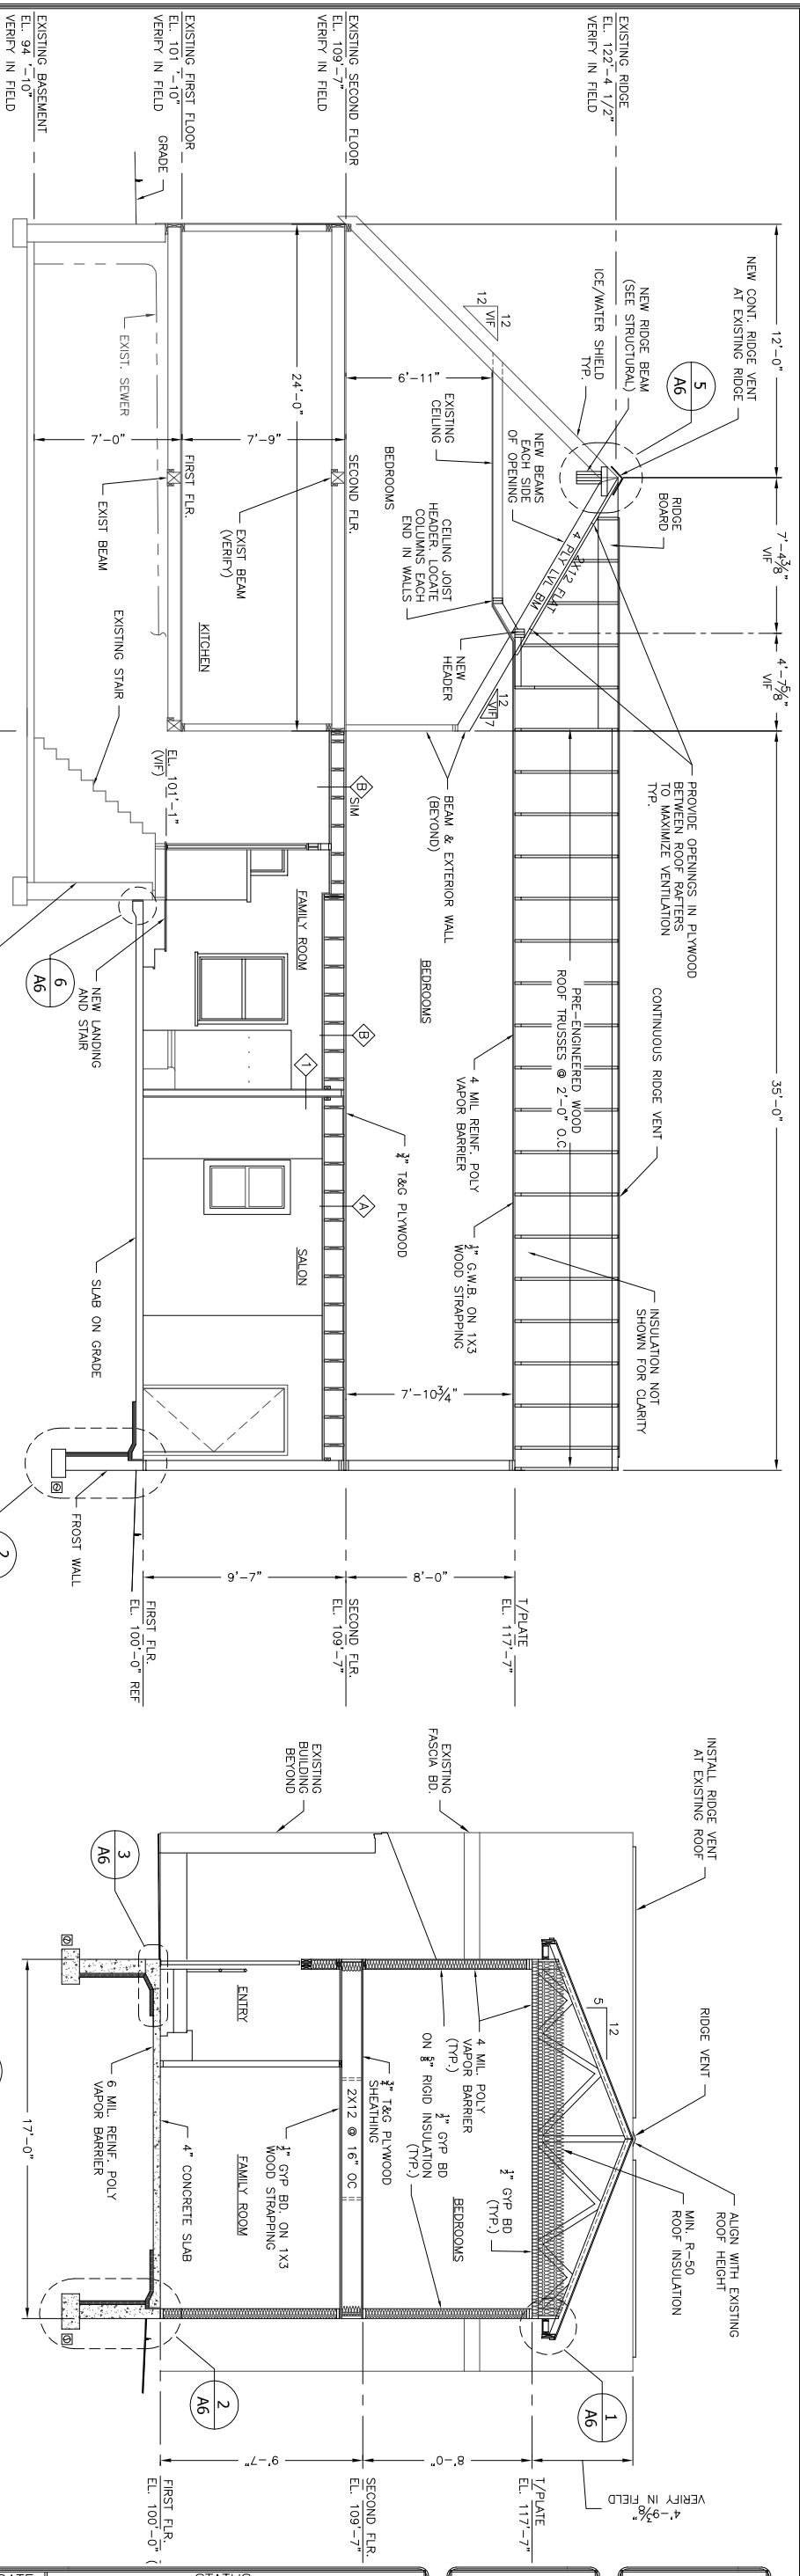 EXISTING RIDGE
EL. 122'-4 1/2"
VERIFY IN FIELD
EXISTING SECOND FLOOR
EL. 109'-7"
VERIFY IN FIELD
EXISTING FIRST FLOOR
EL. 101 '-10"
VERIFY IN FIELD
GRADE
EXISTING BASEMENT
EL. 94 '-10"
VERIFY IN FIELD
12'-0"
7'-4 3/8"
VIF
4'-7 5/8"
VIF
35'-0"
NEW CONT. RIDGE VENT
AT EXISTING RIDGE
5
A6
NEW RIDGE BEAM
(SEE STRUCTURAL)
ICE/WATER SHIELD
TYP.
12
12
VIF
RIDGE
BOARD
2X12 FLAT
4 PLY LVL BM
NEW BEAMS
EACH SIDE
OF OPENING
6'-11"
EXISTING
CEILING
BEDROOMS
CEILING JOIST
HEADER. LOCATE
COLUMNS EACH
END IN WALLS
NEW
HEADER
12
VIF
7
PROVIDE OPENINGS IN PLYWOOD
BETWEEN ROOF RAFTERS
TO MAXIMIZE VENTILATION
TYP.
CONTINUOUS RIDGE VENT
PRE-ENGINEERED WOOD
ROOF TRUSSES @ 2'-0" O.C.
INSULATION NOT
SHOWN FOR CLARITY
BEAM & EXTERIOR WALL
(BEYOND)
BEDROOMS
4 MIL REINF. POLY
VAPOR BARRIER
1/2" G.W.B. ON 1X3
WOOD STRAPPING
7'-10 3/4"
SECOND FLR.
24'-0"
7'-9"
EXIST BEAM
(VERIFY)
KITCHEN
FIRST FLR.
7'-0"
EXIST. SEWER
EXIST BEAM
EXISTING STAIR
EL. 101'-1"
(VIF)
B
SIM
FAMILY ROOM
B
1
3/4" T&G PLYWOOD
A
SALON
6
A6
NEW LANDING
AND STAIR
SLAB ON GRADE
FROST WALL
2
9'-7"
8'-0"
T/PLATE
EL. 117'-7"
SECOND FLR.
EL. 109'-7"
FIRST FLR.
EL. 100'-0" REF
INSTALL RIDGE VENT
AT EXISTING ROOF
RIDGE VENT
ALIGN WITH EXISTING
ROOF HEIGHT
MIN. R-50
ROOF INSULATION
5
12
EXISTING
FASCIA BD.
EXISTING
BUILDING
BEYOND
1/2" GYP BD
(TYP.)
BEDROOMS
4 MIL. POLY
VAPOR BARRIER
(TYP.)
1/2" GYP BD
RIGID INSULATION
(TYP.)
3/4" T&G PLYWOOD
SHEATHING
2X12 @ 16" OC
1/2" GYP BD. ON 1X3
WOOD STRAPPING
ENTRY
FAMILY ROOM
3
A6
4" CONCRETE SLAB
6 MIL. REINF. POLY
VAPOR BARRIER
17'-0"
1
A6
2
A6
4'-9 3/8"
VERIFY IN FIELD
8'-0"
9'-7"
T/PLATE
EL. 117'-7"
SECOND FLR.
EL. 109'-7"
FIRST FLR.
EL. 100'-0" (